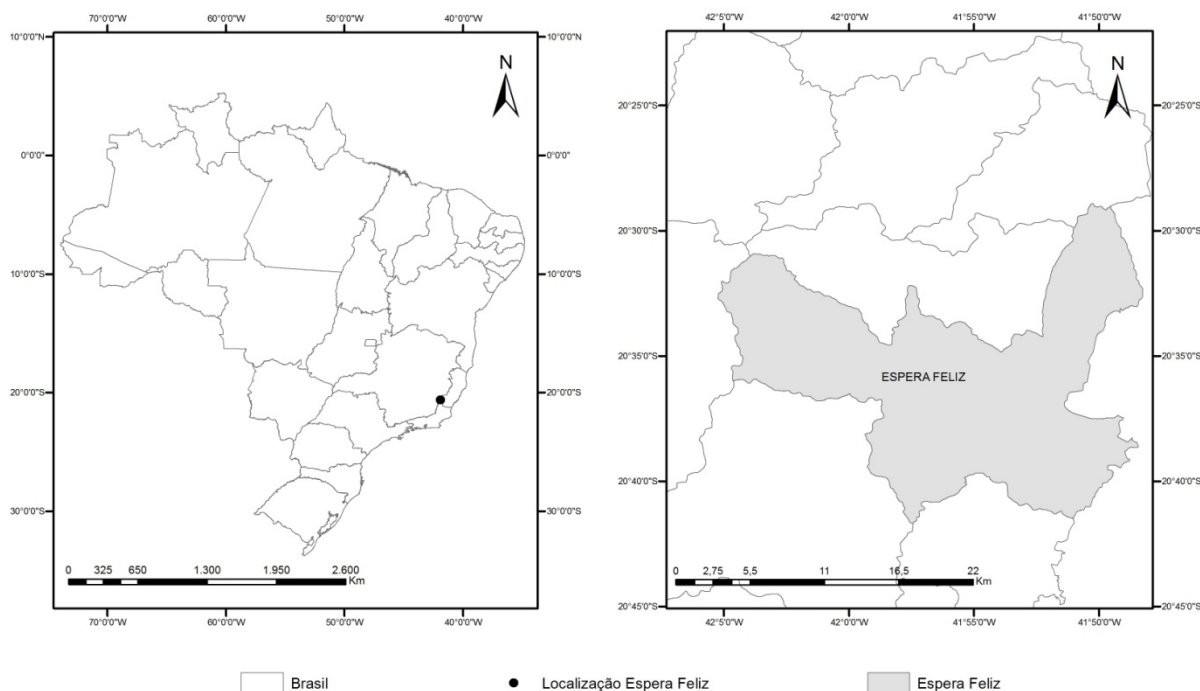 70°0'0"W 60°0'0"W 50°0'0"W 40°0'0"W
10°0'0"N 10°0'0"N
N
0°0'0" 0°0'0"
10°0'0"S 10°0'0"S
20°0'0"S 20°0'0"S
30°0'0"S 30°0'0"S
0 325 650 1.300 1.950 2.600
Km
70°0'0"W 60°0'0"W 50°0'0"W 40°0'0"W
42°5'0"W 42°0'0"W 41°55'0"W 41°50'0"W
N
20°25'0"S 20°25'0"S
20°30'0"S 20°30'0"S
20°35'0"S 20°35'0"S
ESPERA FELIZ
20°40'0"S 20°40'0"S
0 2,75 5,5 11 16,5 22
Km
20°45'0"S 20°45'0"S
42°5'0"W 42°0'0"W 41°55'0"W 41°50'0"W
Brasil Localização Espera Feliz Espera Feliz